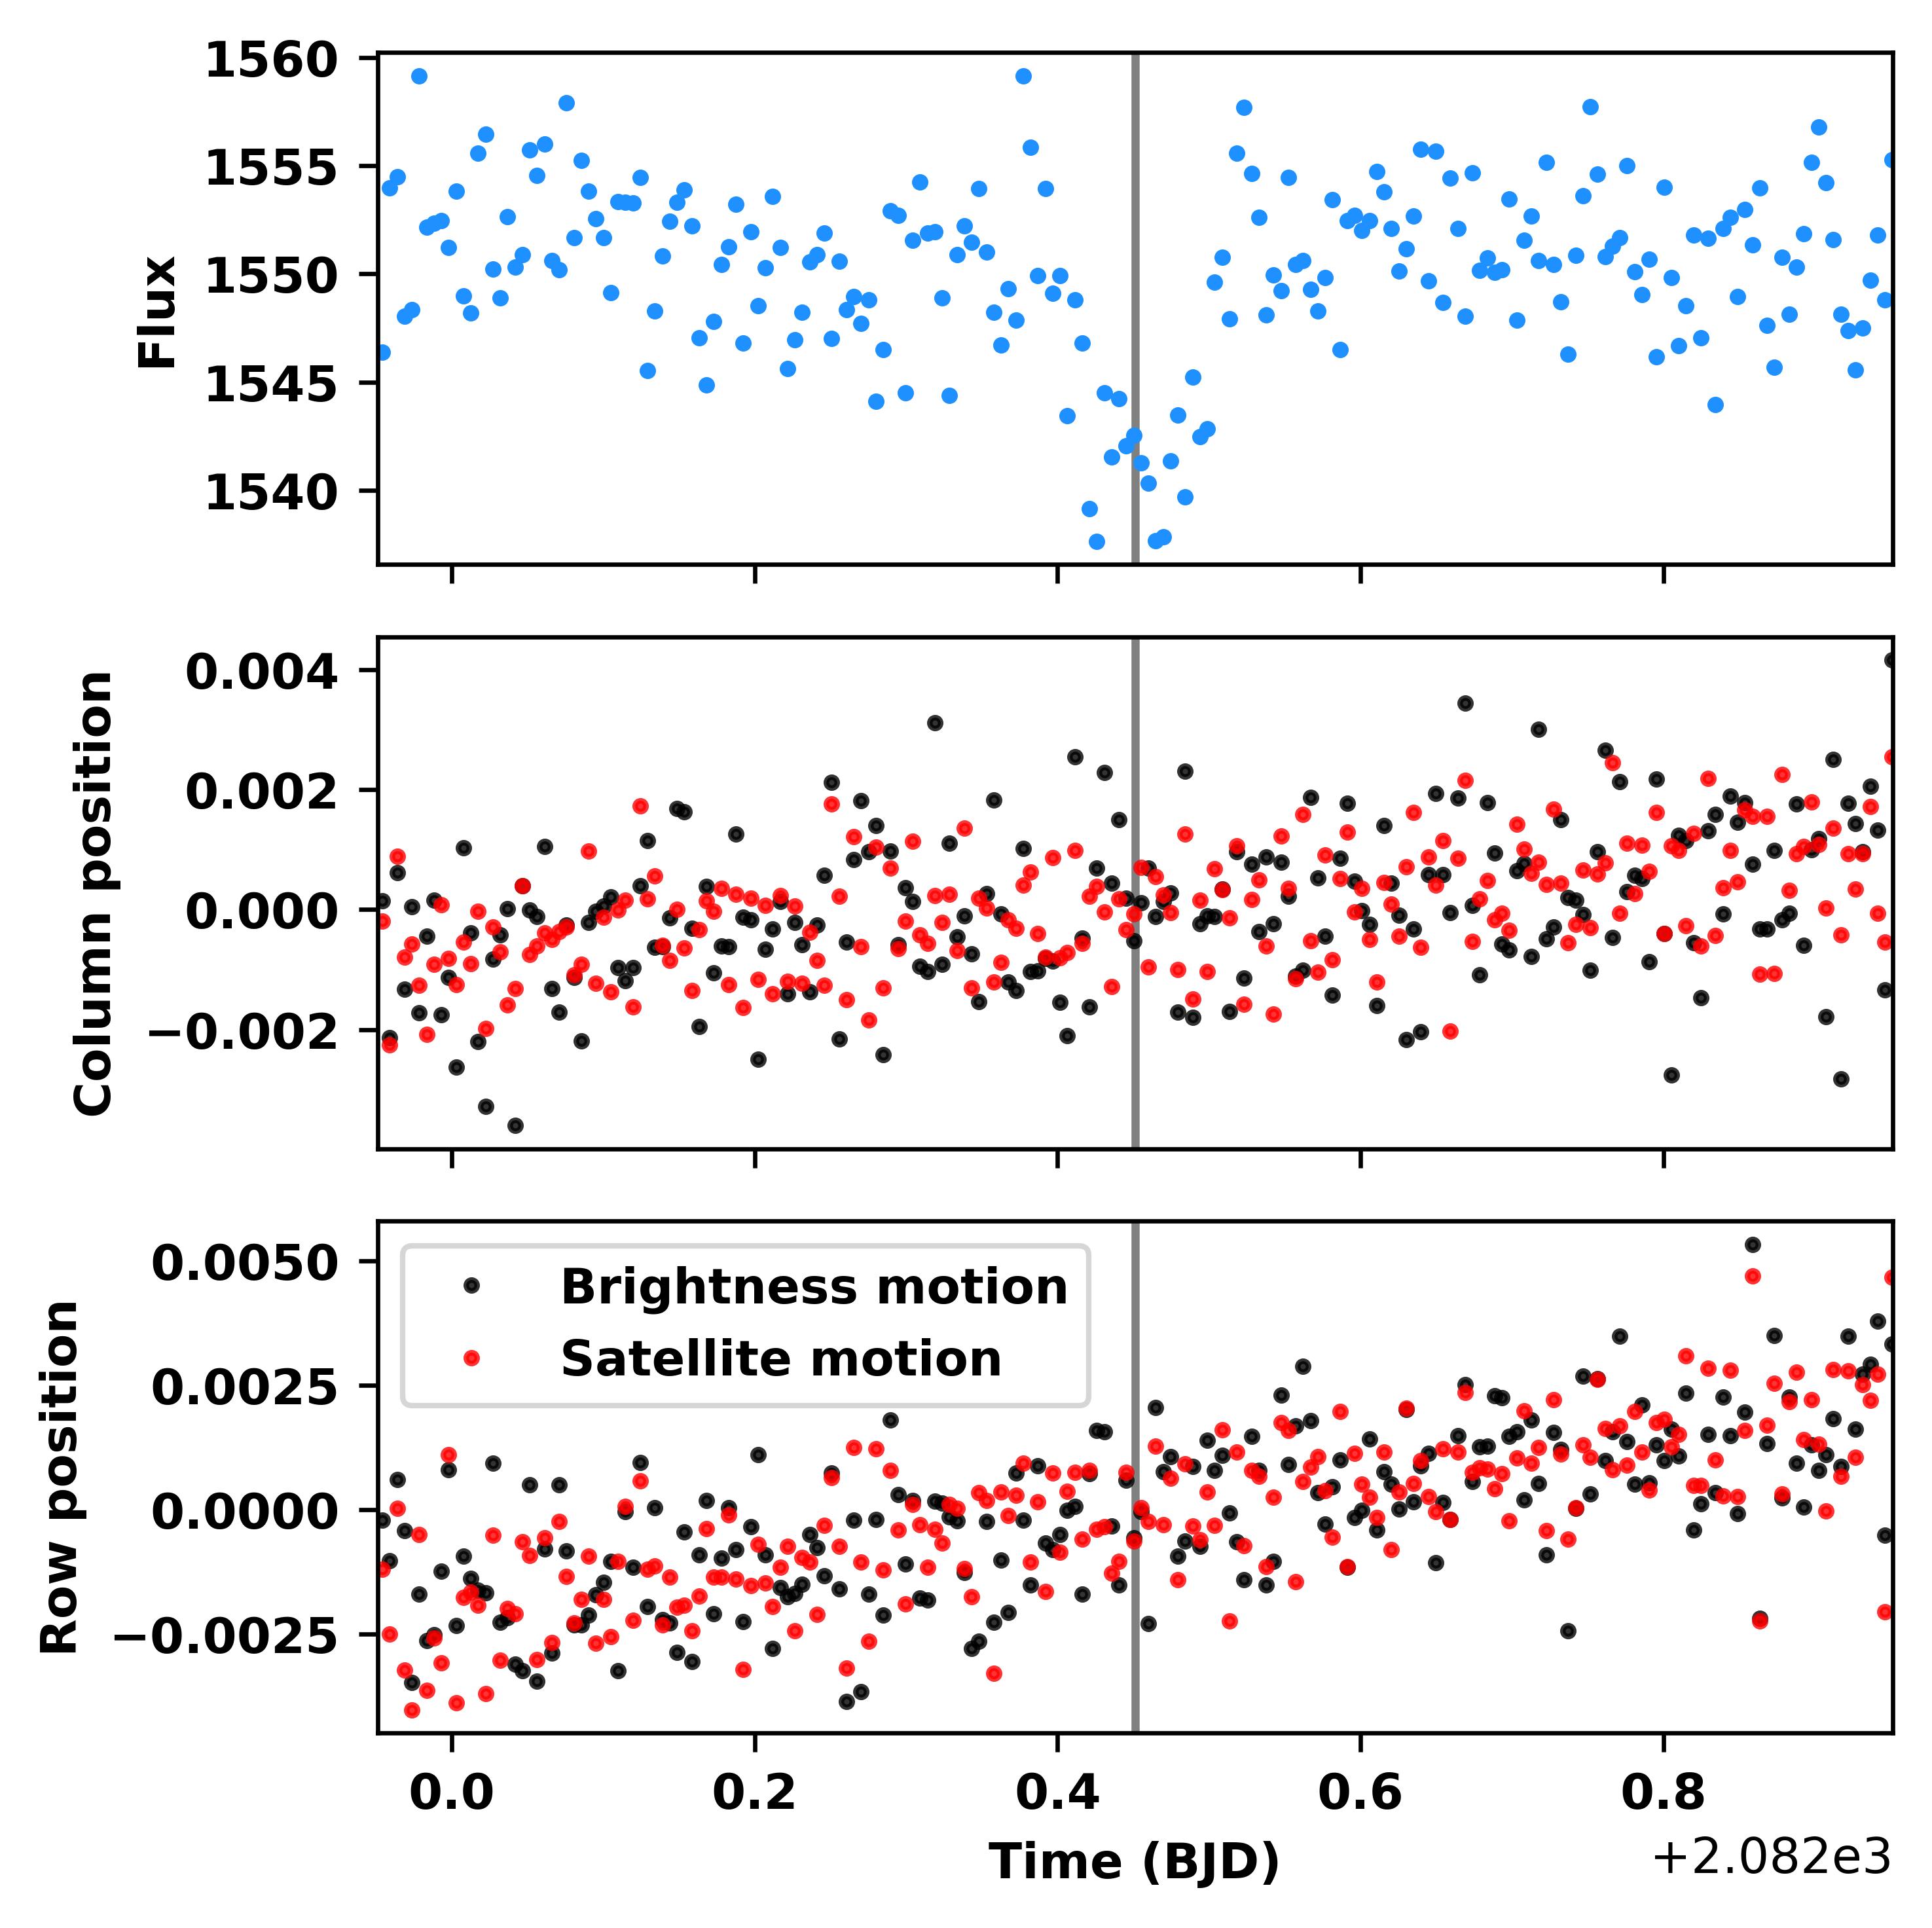 1560
1555
1550
1545
1540
Flux
0.004
0.002
0.000
−0.002
Column position
0.0050
0.0025
0.0000
−0.0025
Row position
Brightness motion
Satellite motion
0.0 0.2 0.4 0.6 0.8
Time (BJD)
+2.082e3